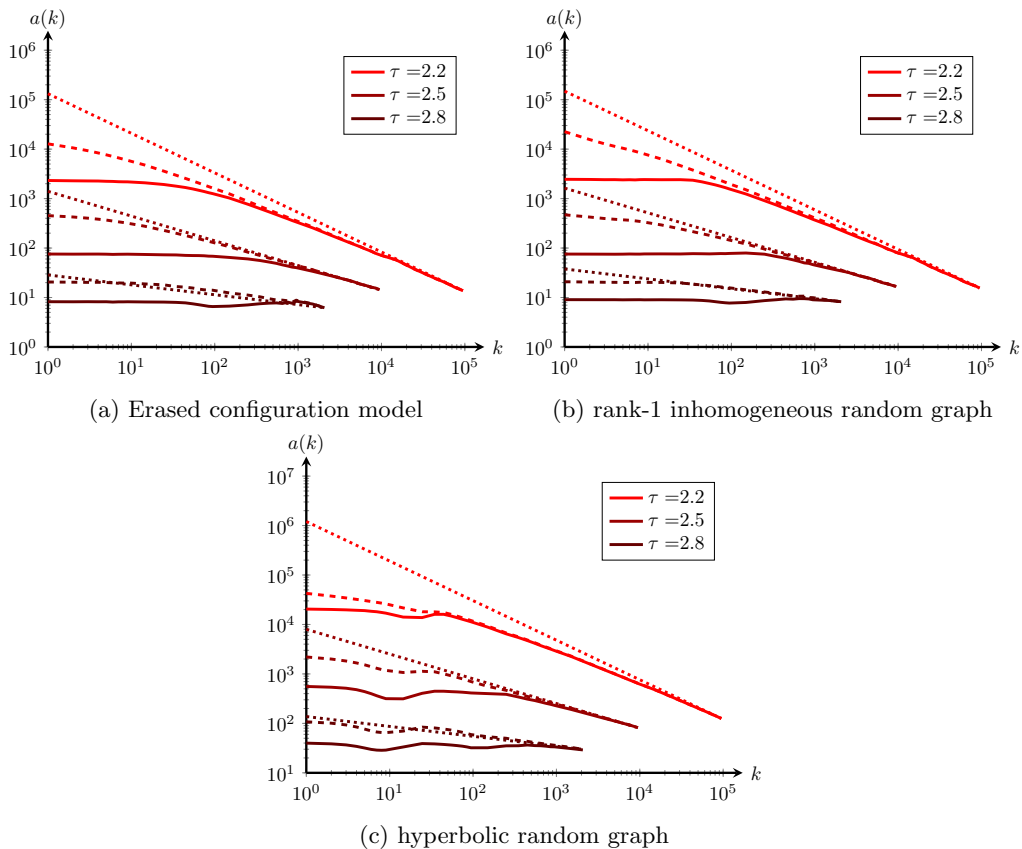 a(k)
10^6
10^5
10^4
10^3
10^2
10^1
10^0
10^0 10^1 10^2 10^3 10^4 10^5 k
τ =2.2
τ =2.5
τ =2.8
(a) Erased configuration model
a(k)
10^6
10^5
10^4
10^3
10^2
10^1
10^0
10^0 10^1 10^2 10^3 10^4 10^5 k
τ =2.2
τ =2.5
τ =2.8
(b) rank-1 inhomogeneous random graph
a(k)
10^7
10^6
10^5
10^4
10^3
10^2
10^1
10^0 10^1 10^2 10^3 10^4 10^5 k
τ =2.2
τ =2.5
τ =2.8
(c) hyperbolic random graph